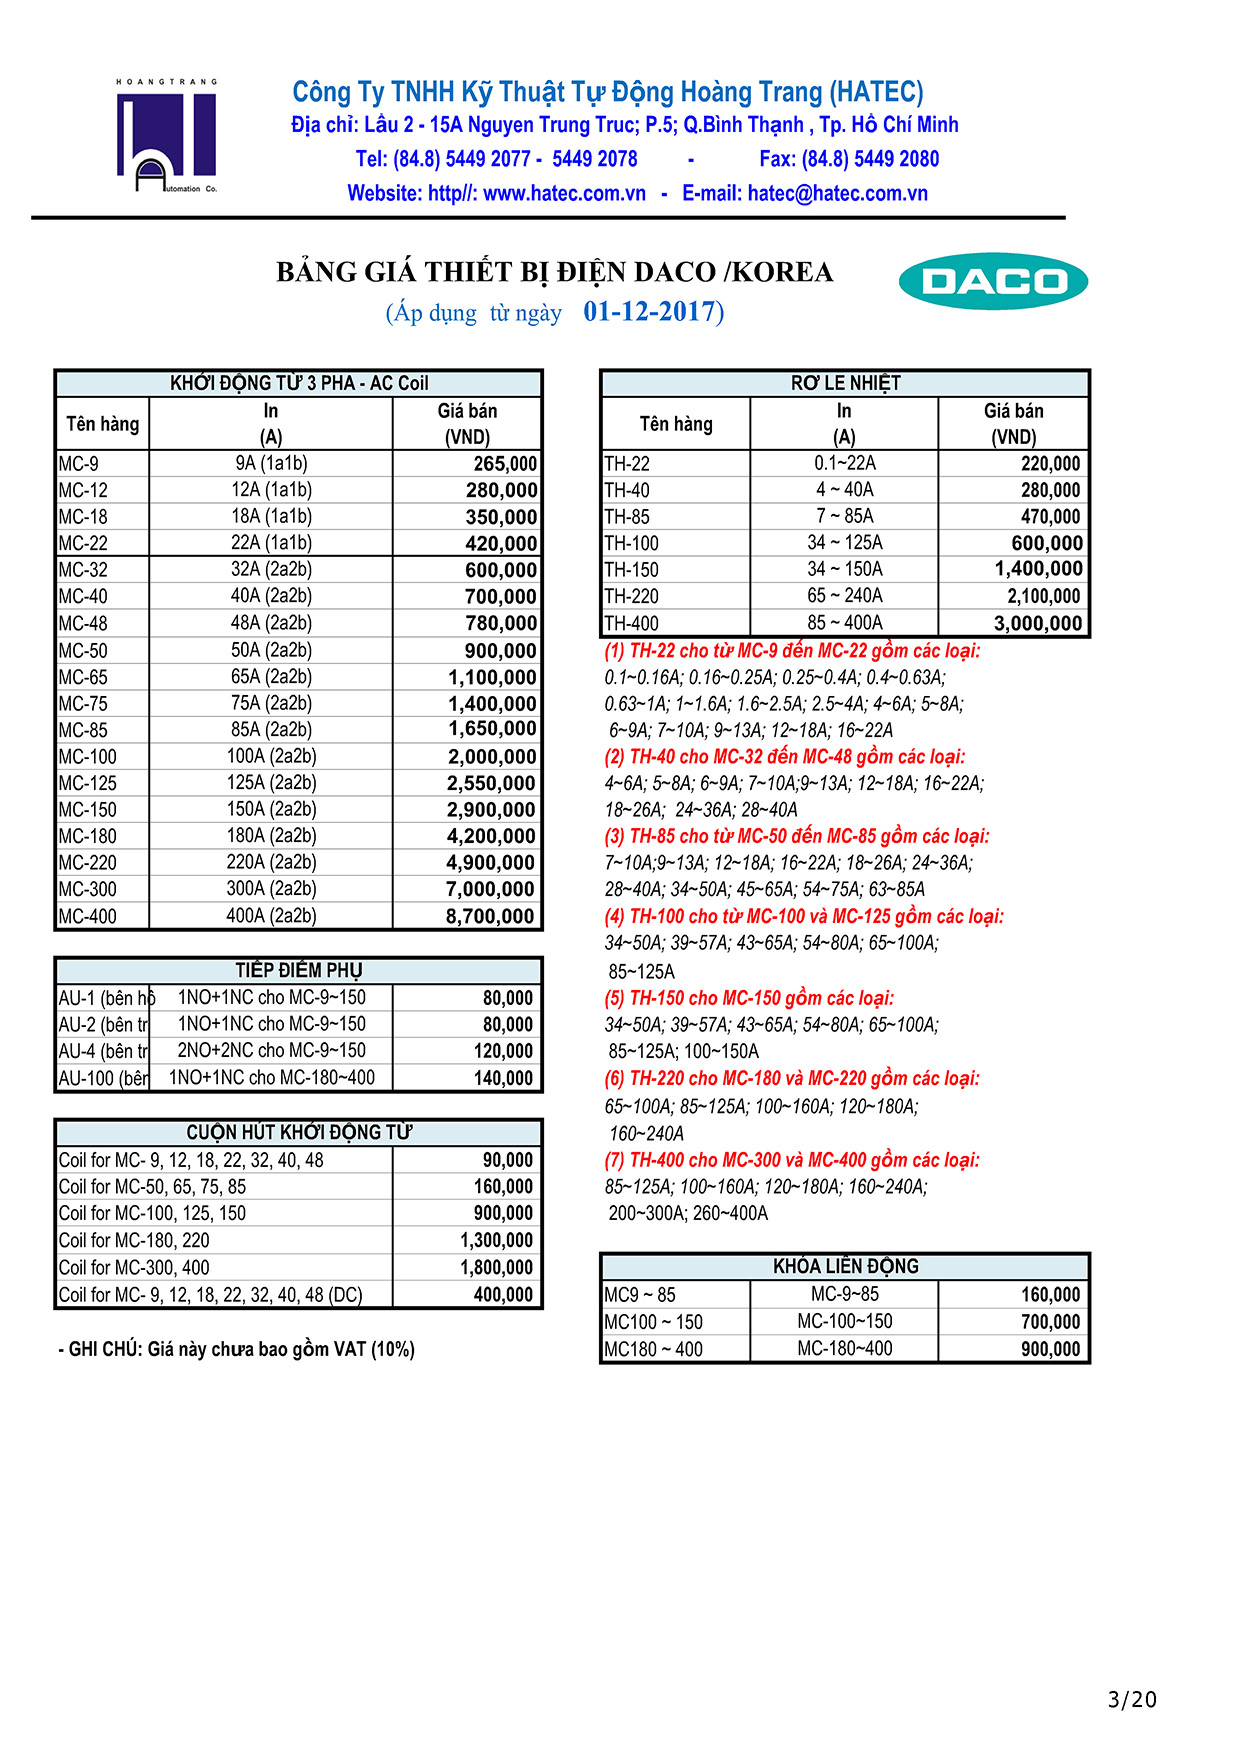 HOANGTRANG
utomation Co.
Công Ty TNHH Kỹ Thuật Tự Động Hoàng Trang (HATEC)
Địa chỉ: Lầu 2 - 15A Nguyen Trung Truc; P.5; Q.Bình Thạnh , Tp. Hồ Chí Minh
Tel: (84.8) 5449 2077 - 5449 2078 - Fax: (84.8) 5449 2080
Website: http//: www.hatec.com.vn - E-mail: hatec@hatec.com.vn
BẢNG GIÁ THIẾT BỊ ĐIỆN DACO /KOREA
(Áp dụng từ ngày 01-12-2017)
DACO
KHỞI ĐỘNG TỪ 3 PHA - AC Coil
Tên hàng In (A) Giá bán (VND)
MC-9 9A (1a1b) 265,000
MC-12 12A (1a1b) 280,000
MC-18 18A (1a1b) 350,000
MC-22 22A (1a1b) 420,000
MC-32 32A (2a2b) 600,000
MC-40 40A (2a2b) 700,000
MC-48 48A (2a2b) 780,000
MC-50 50A (2a2b) 900,000
MC-65 65A (2a2b) 1,100,000
MC-75 75A (2a2b) 1,400,000
MC-85 85A (2a2b) 1,650,000
MC-100 100A (2a2b) 2,000,000
MC-125 125A (2a2b) 2,550,000
MC-150 150A (2a2b) 2,900,000
MC-180 180A (2a2b) 4,200,000
MC-220 220A (2a2b) 4,900,000
MC-300 300A (2a2b) 7,000,000
MC-400 400A (2a2b) 8,700,000
TIẾP ĐIỂM PHỤ
AU-1 (bên hô 1NO+1NC cho MC-9~150 80,000
AU-2 (bên tr 1NO+1NC cho MC-9~150 80,000
AU-4 (bên tr 2NO+2NC cho MC-9~150 120,000
AU-100 (bên 1NO+1NC cho MC-180~400 140,000
CUỘN HÚT KHỞI ĐỘNG TỪ
Coil for MC- 9, 12, 18, 22, 32, 40, 48 90,000
Coil for MC-50, 65, 75, 85 160,000
Coil for MC-100, 125, 150 900,000
Coil for MC-180, 220 1,300,000
Coil for MC-300, 400 1,800,000
Coil for MC- 9, 12, 18, 22, 32, 40, 48 (DC) 400,000
- GHI CHÚ: Giá này chưa bao gồm VAT (10%)
RƠ LE NHIỆT
Tên hàng In (A) Giá bán (VND)
TH-22 0.1~22A 220,000
TH-40 4 ~ 40A 280,000
TH-85 7 ~ 85A 470,000
TH-100 34 ~ 125A 600,000
TH-150 34 ~ 150A 1,400,000
TH-220 65 ~ 240A 2,100,000
TH-400 85 ~ 400A 3,000,000
(1) TH-22 cho từ MC-9 đến MC-22 gồm các loại:
0.1~0.16A; 0.16~0.25A; 0.25~0.4A; 0.4~0.63A;
0.63~1A; 1~1.6A; 1.6~2.5A; 2.5~4A; 4~6A; 5~8A;
6~9A; 7~10A; 9~13A; 12~18A; 16~22A
(2) TH-40 cho MC-32 đến MC-48 gồm các loại:
4~6A; 5~8A; 6~9A; 7~10A;9~13A; 12~18A; 16~22A;
18~26A; 24~36A; 28~40A
(3) TH-85 cho từ MC-50 đến MC-85 gồm các loại:
7~10A;9~13A; 12~18A; 16~22A; 18~26A; 24~36A;
28~40A; 34~50A; 45~65A; 54~75A; 63~85A
(4) TH-100 cho từ MC-100 và MC-125 gồm các loại:
34~50A; 39~57A; 43~65A; 54~80A; 65~100A;
85~125A
(5) TH-150 cho MC-150 gồm các loại:
34~50A; 39~57A; 43~65A; 54~80A; 65~100A;
85~125A; 100~150A
(6) TH-220 cho MC-180 và MC-220 gồm các loại:
65~100A; 85~125A; 100~160A; 120~180A;
160~240A
(7) TH-400 cho MC-300 và MC-400 gồm các loại:
85~125A; 100~160A; 120~180A; 160~240A;
200~300A; 260~400A
KHÓA LIÊN ĐỘNG
MC9 ~ 85 MC-9~85 160,000
MC100 ~ 150 MC-100~150 700,000
MC180 ~ 400 MC-180~400 900,000
3/20